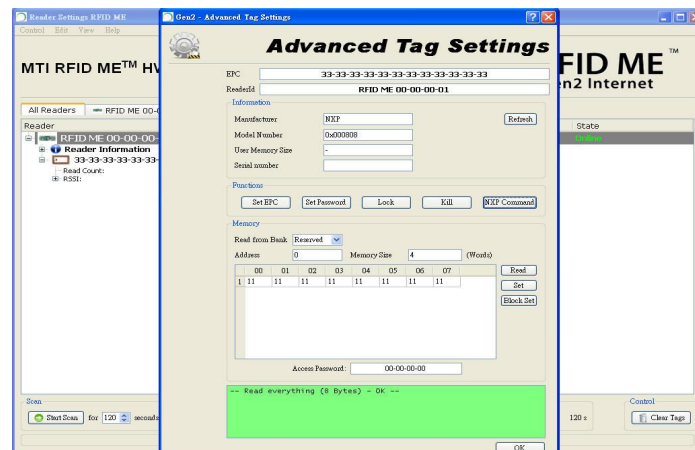 Reader Settings RFID ME
Control Edit View Help
MTI RFID ME™ HW
FID ME™
n2 Internet
All Readers
RFID ME 00-0
Reader
State
RFID ME 00-00-00-
Online
Reader Information
33-33-33-33-33-33-
Read Count:
RSSI:
Scan
Start Scan for 120 seconds
120 s
Control
Clear Tags
Gen2 - Advanced Tag Settings
Advanced Tag Settings
EPC 33-33-33-33-33-33-33-33-33-33-33-33
ReaderId RFID ME 00-00-00-01
Information
Manufacturer NXP Refresh
Model Number 0x000808
User Memory Size -
Serial number
Functions
Set EPC Set Password Lock Kill NXP Command
Memory
Read from Bank Reserved
Address 0 Memory Size 4 (Words)
00 01 02 03 04 05 06 07
1 11 11 11 11 11 11 11 11
Read
Set
Block Set
Access Password: 00-00-00-00
-- Read everything (8 Bytes) - OK --
OK